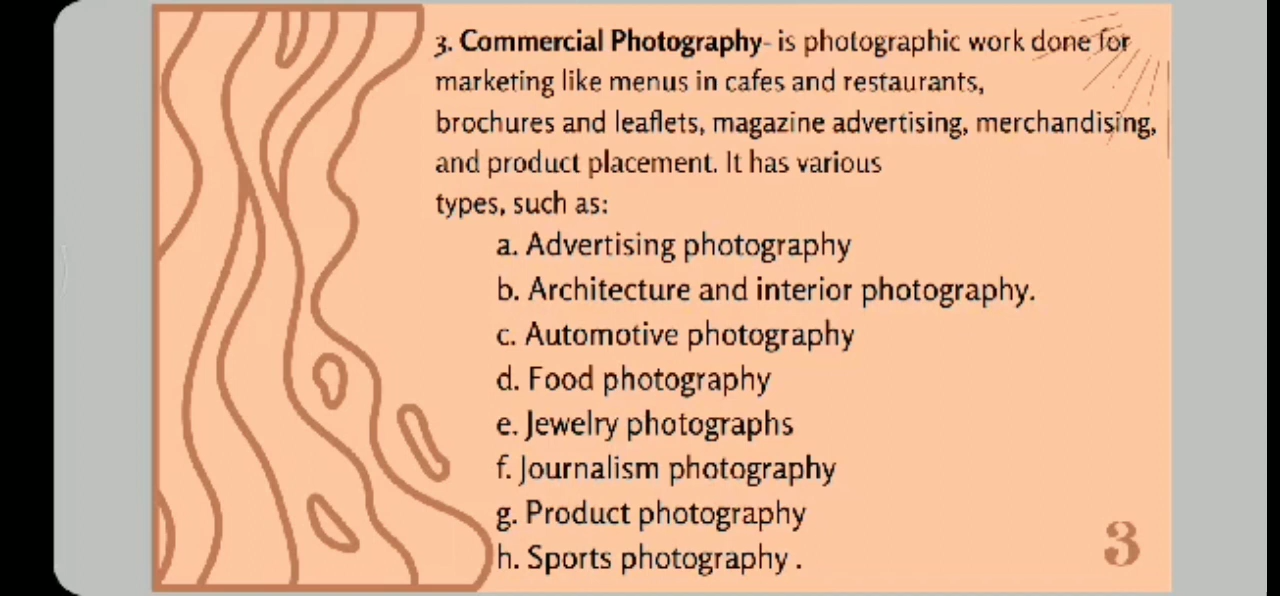 3. Commercial Photography- is photographic work done for
marketing like menus in cafes and restaurants,
brochures and leaflets, magazine advertising, merchandising,
and product placement. It has various
types, such as:
a. Advertising photography
b. Architecture and interior photography.
c. Automotive photography
d. Food photography
e. Jewelry photographs
f. Journalism photography
g. Product photography
h. Sports photography .
3